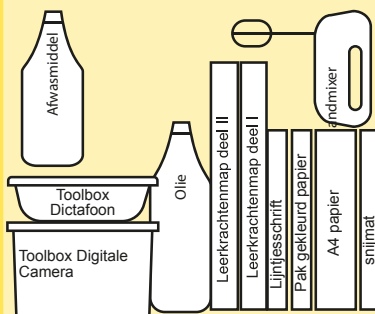 Afwasmiddel
Toolbox
Dictafoon
Toolbox Digitale
Camera
Olie
Leerkrachtenmap deel II
Leerkrachtenmap deel I
Lijntjesschrift
Pak gekleurd papier
A4 papier
andmixer
snijmat